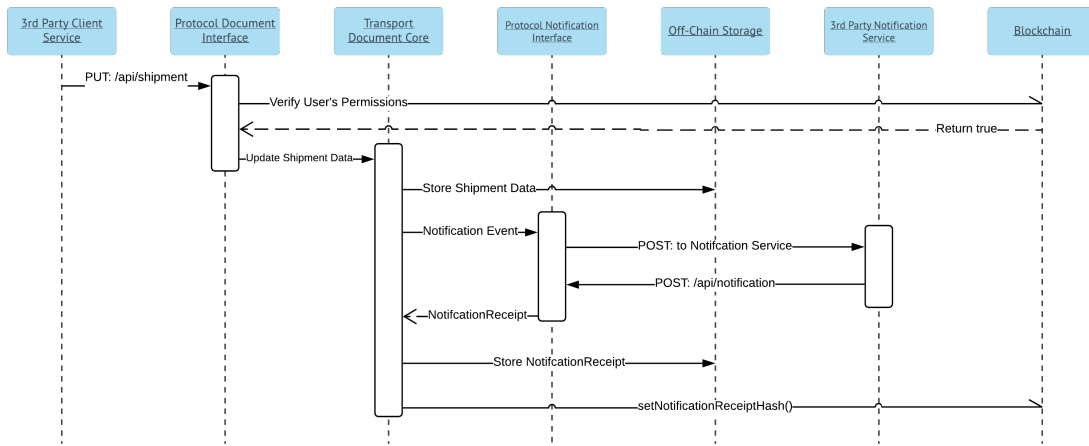 3rd Party Client
Service
Protocol Document
Interface
Transport
Document Core
Protocol Notification
Interface
Off-Chain Storage
3rd Party Notification
Service
Blockchain
PUT: /api/shipment
Verify User's Permissions
Return true
Update Shipment Data
Store Shipment Data
Notification Event
POST: to Notifcation Service
POST: /api/notification
NotifcationReceipt
Store NotifcationReceipt
setNotificationReceiptHash()